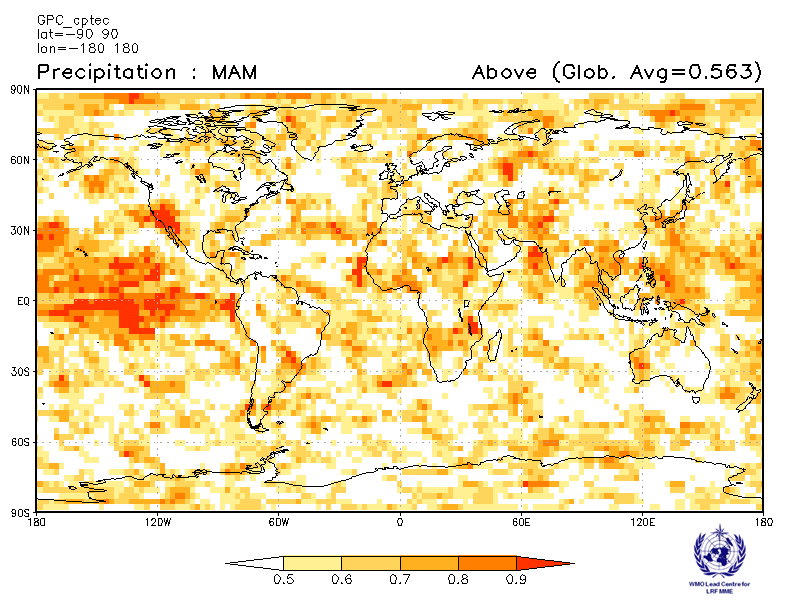 GPC_cptec
lat=−90 90
lon=−180 180
Precipitation : MAM
Above (Glob. Avg=0.563)
90N
60N
30N
EQ
30S
60S
90S
180 120W 60W 0 60E 120E 180
0.5 0.6 0.7 0.8 0.9
WMO Lead Centre for
LRF MME